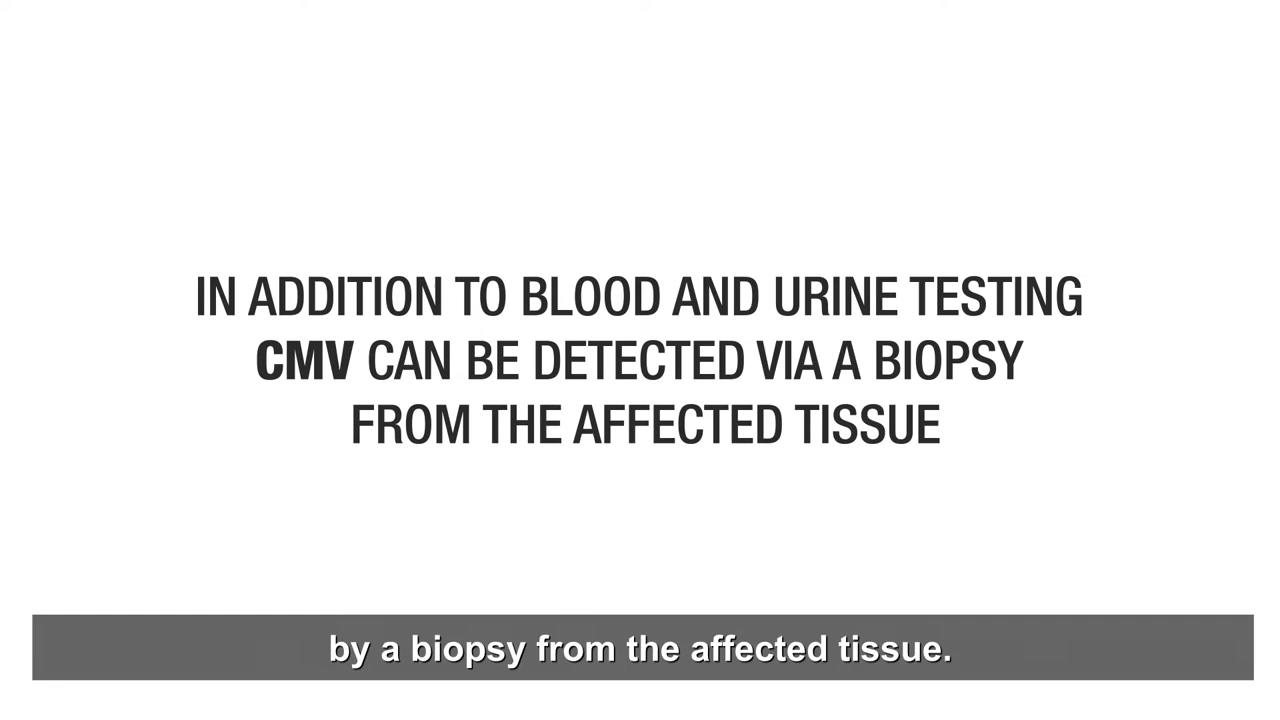 IN ADDITION TO BLOOD AND URINE TESTING
CMV CAN BE DETECTED VIA A BIOPSY
FROM THE AFFECTED TISSUE
by a biopsy from the affected tissue.